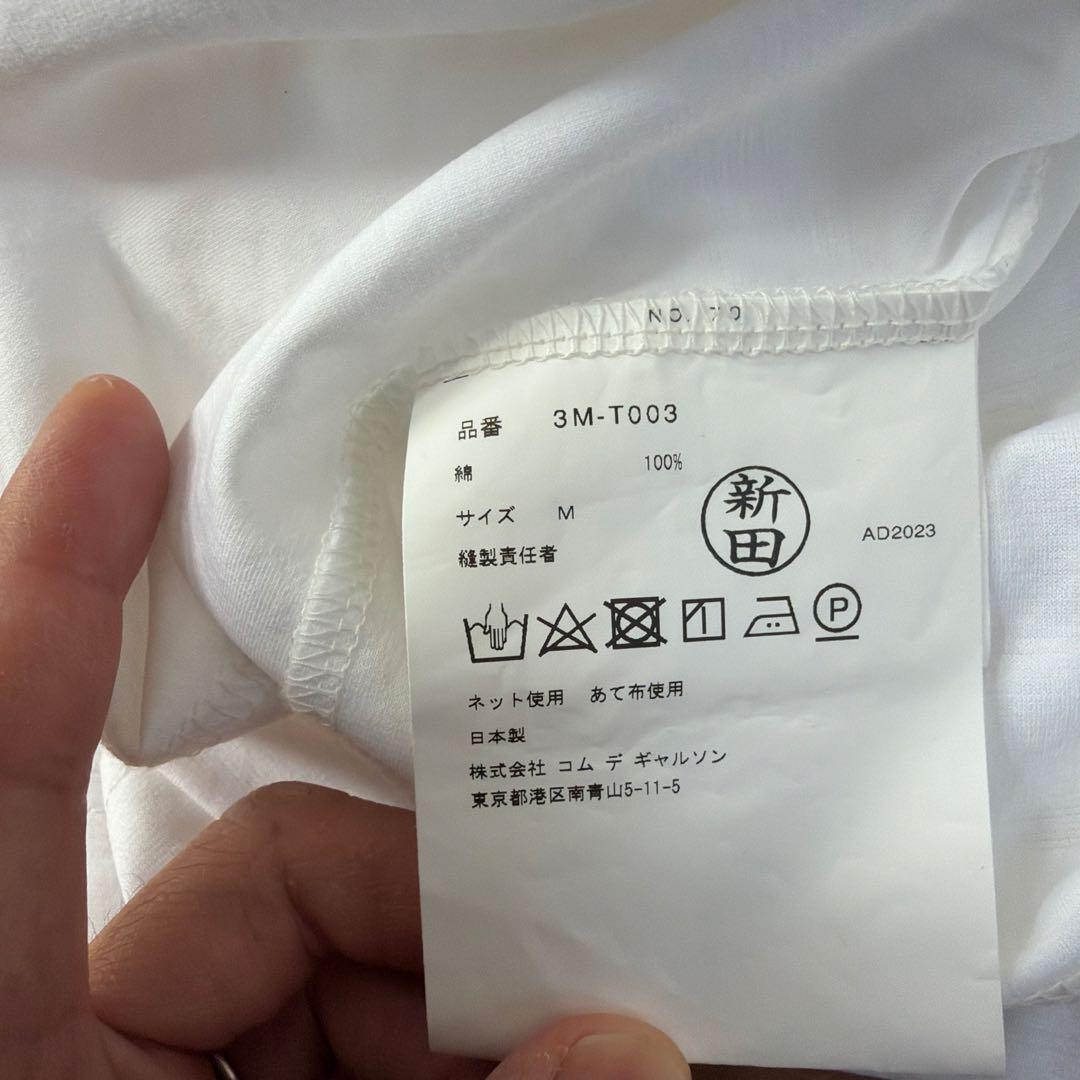 NO. 70
品番 3M-T003
綿 100%
サイズ M
縫製責任者
新田
AD2023
P
ネット使用 あて布使用
日本製
株式会社 コム デ ギャルソン
東京都港区南青山5-11-5